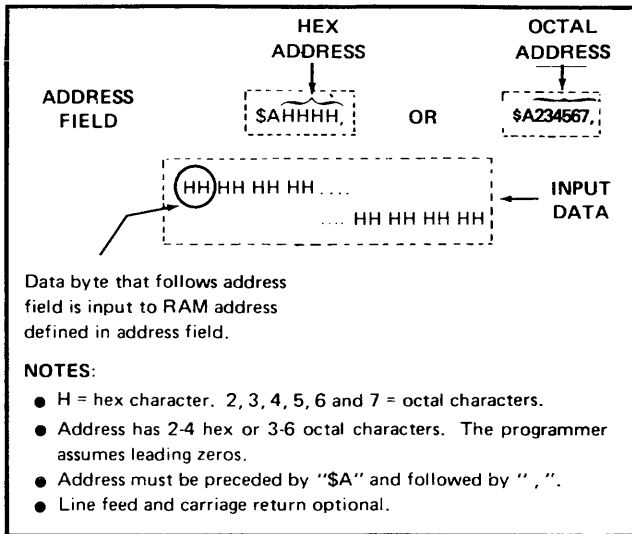 HEX ADDRESS
OCTAL ADDRESS
ADDRESS FIELD
$AHHHH,
OR
$A234567,
HH HH HH HH ....
.... HH HH HH HH
INPUT DATA
Data byte that follows address
field is input to RAM address
defined in address field.
NOTES:
● H = hex character. 2, 3, 4, 5, 6 and 7 = octal characters.
● Address has 2-4 hex or 3-6 octal characters. The programmer
assumes leading zeros.
● Address must be preceded by "$A" and followed by " , ".
● Line feed and carriage return optional.